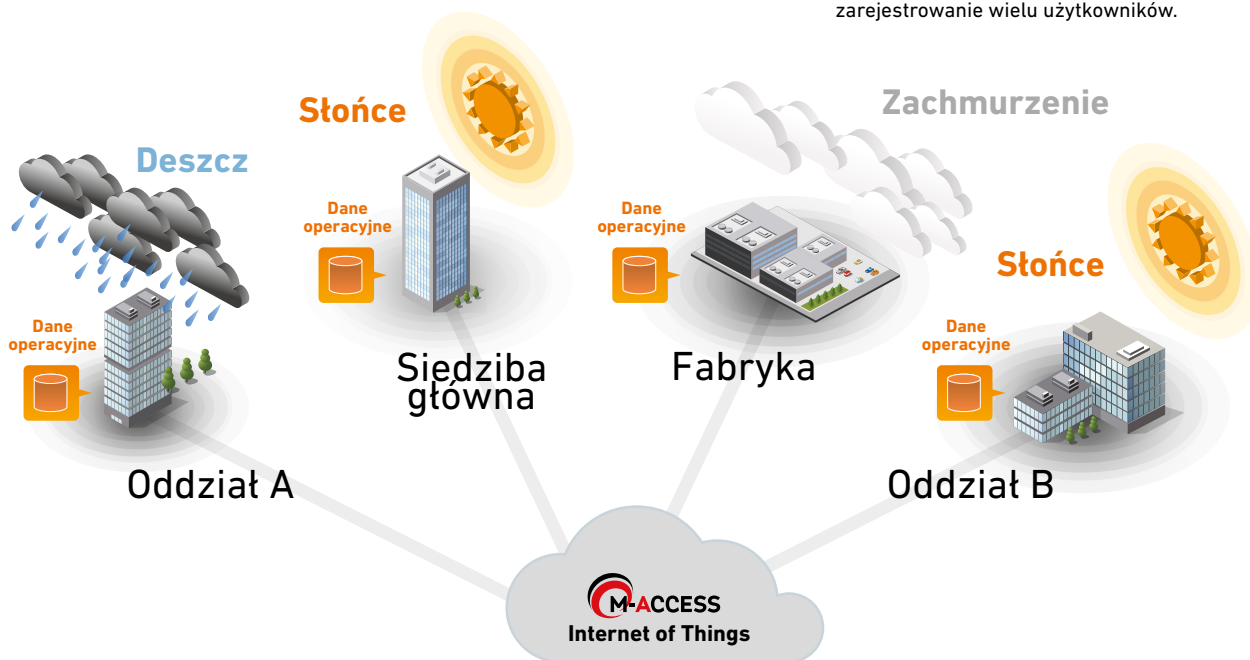 zarejestrowanie wielu użytkowników.
Słońce
Zachmurzenie
Deszcz
Dane
operacyjne
Dane
operacyjne
Słońce
Dane
operacyjne
Dane
operacyjne
Siedziba
główna
Fabryka
Oddział A
Oddział B
M-ACCESS
Internet of Things